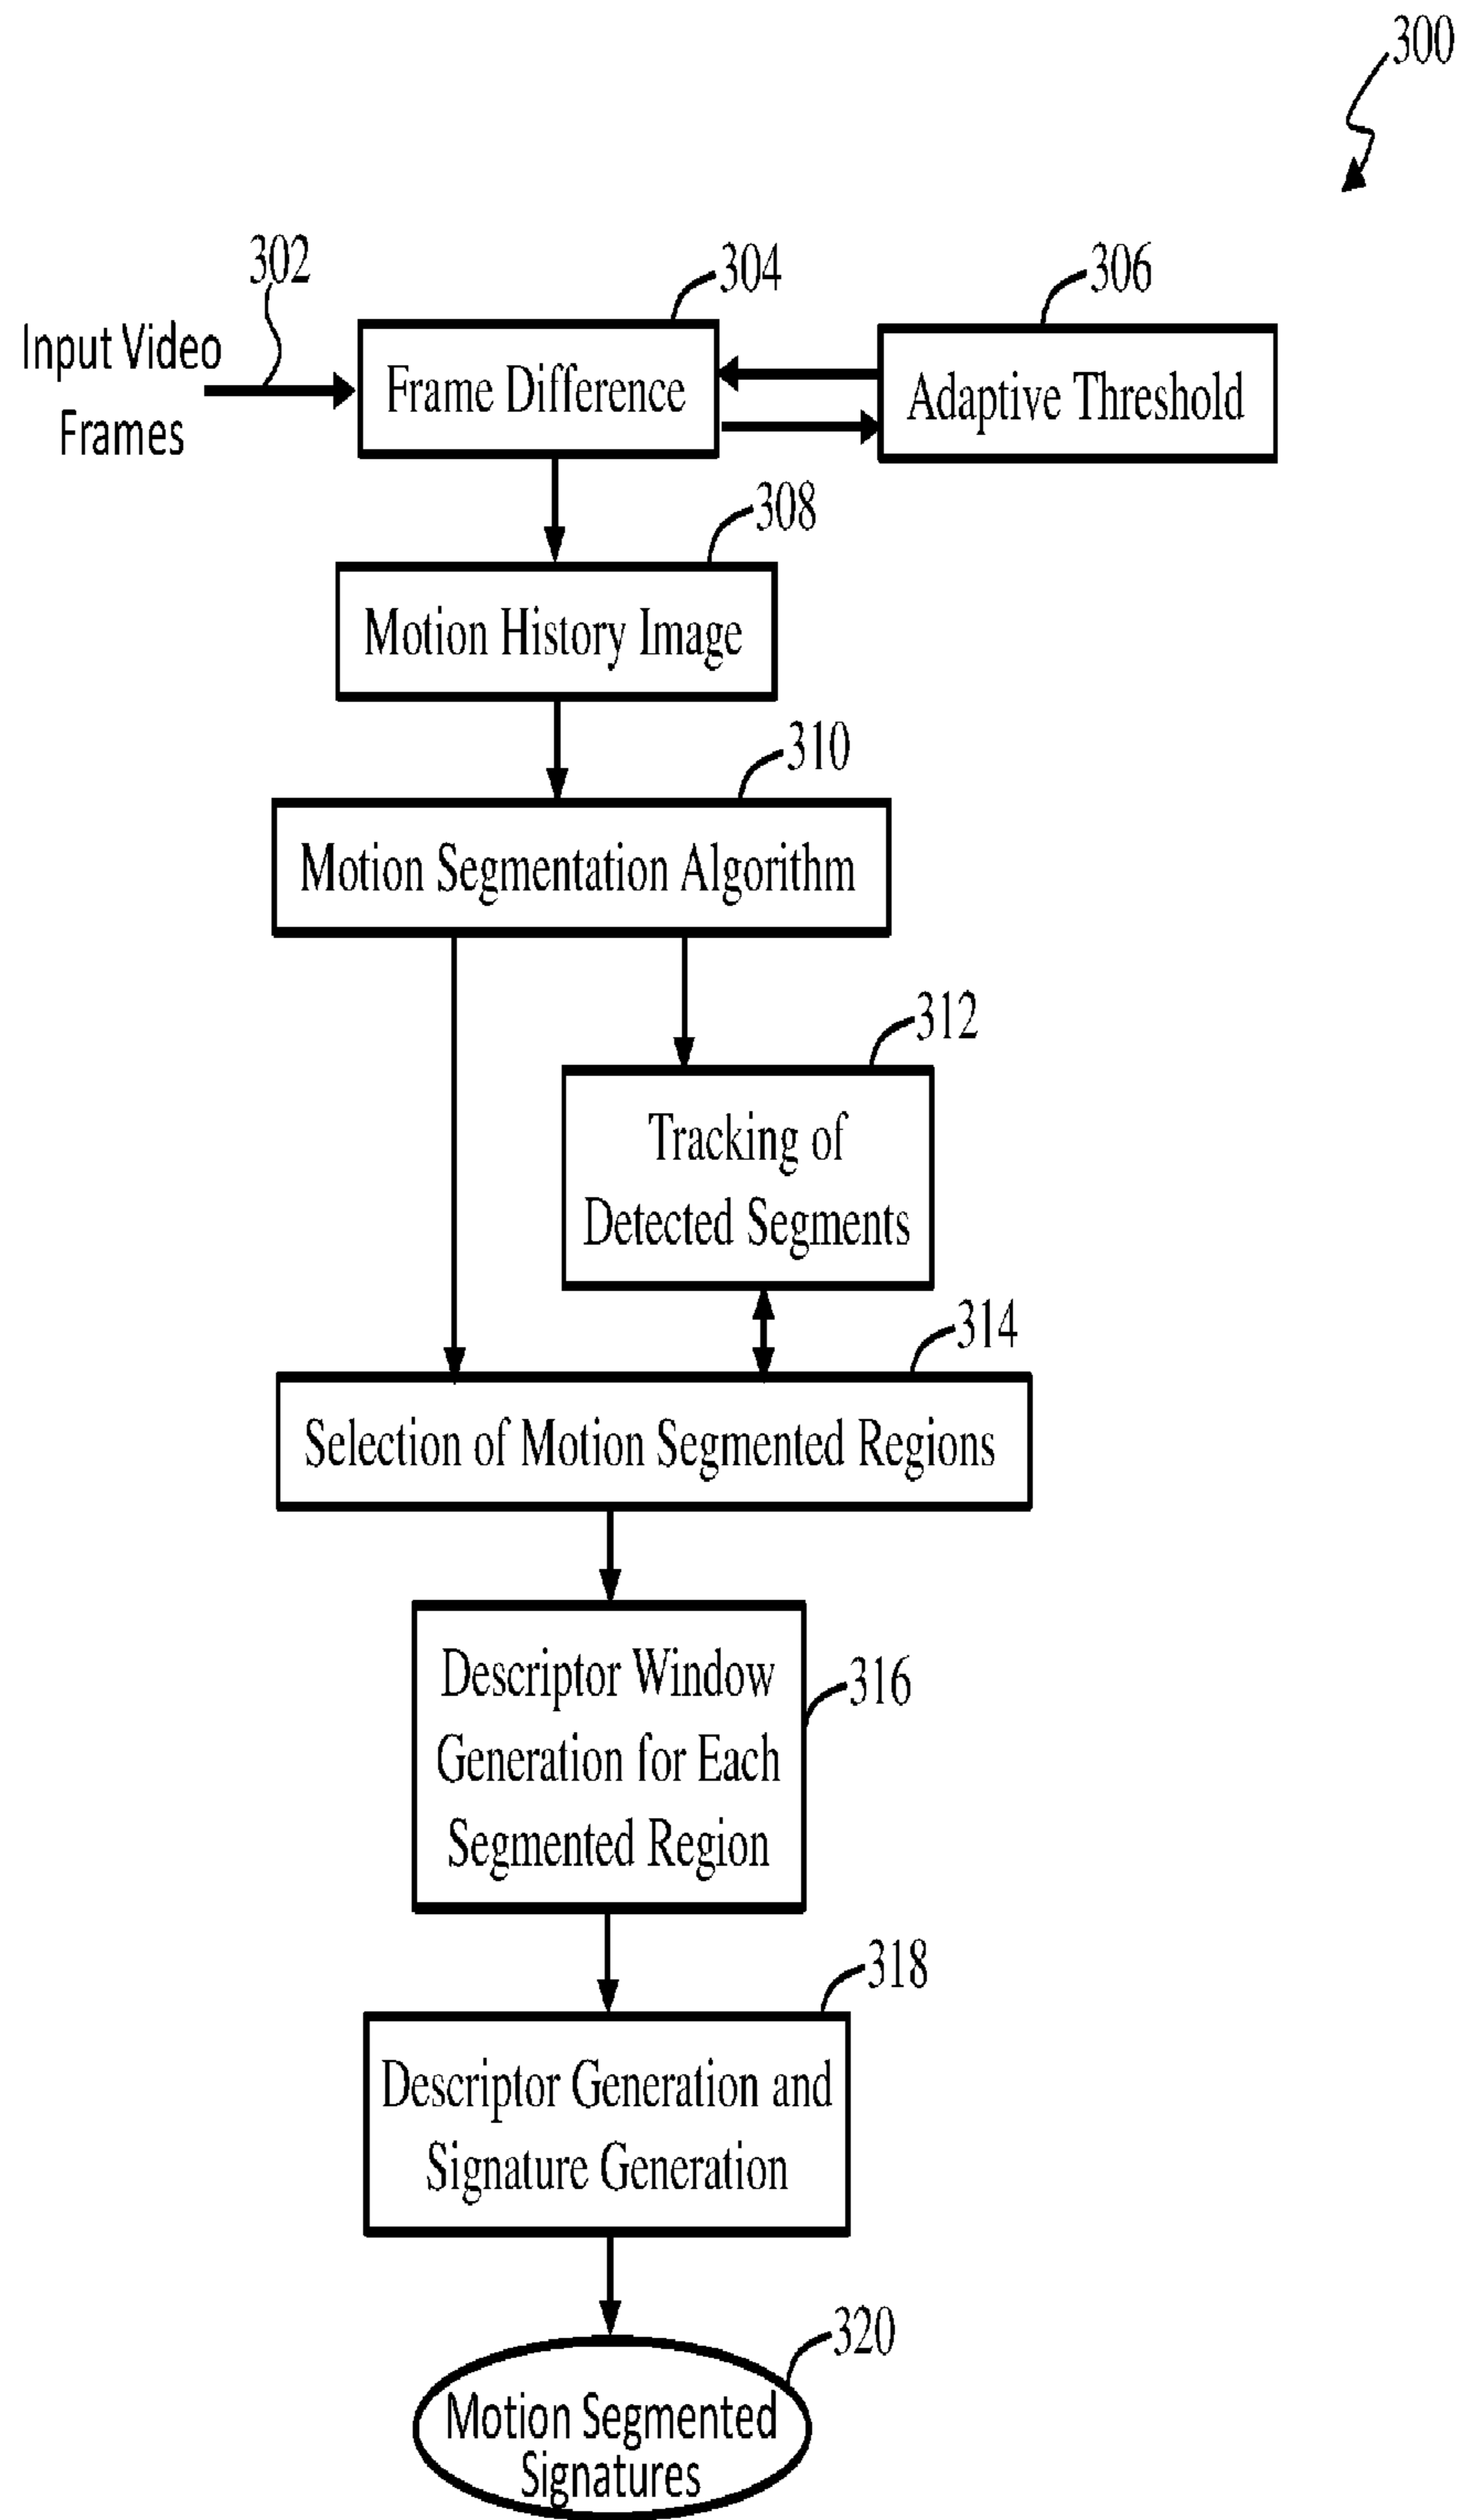 300
302
304
306
Input Video
Frames
Frame Difference
Adaptive Threshold
308
Motion History Image
310
Motion Segmentation Algorithm
312
Tracking of
Detected Segments
314
Selection of Motion Segmented Regions
316
Descriptor Window
Generation for Each
Segmented Region
318
Descriptor Generation and
Signature Generation
320
Motion Segmented
Signatures